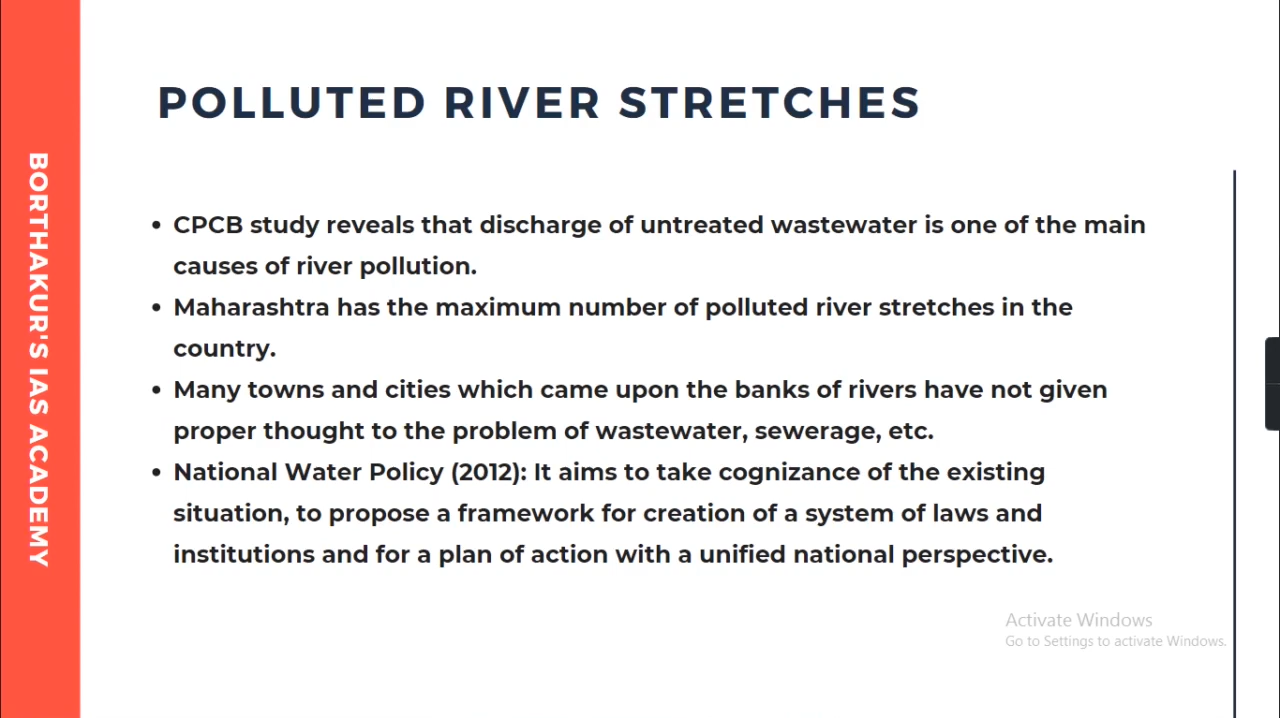 POLLUTED RIVER STRETCHES
BORTHAKUR'S IAS ACADEMY
• CPCB study reveals that discharge of untreated wastewater is one of the main
causes of river pollution.
• Maharashtra has the maximum number of polluted river stretches in the
country.
• Many towns and cities which came upon the banks of rivers have not given
proper thought to the problem of wastewater, sewerage, etc.
• National Water Policy (2012): It aims to take cognizance of the existing
situation, to propose a framework for creation of a system of laws and
institutions and for a plan of action with a unified national perspective.
Activate Windows
Go to Settings to activate Windows.